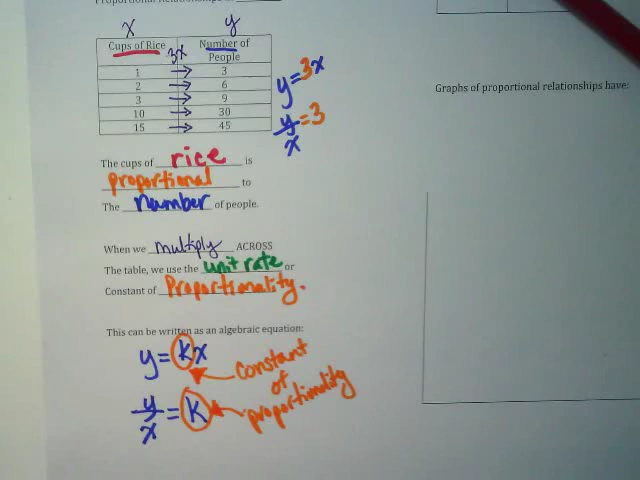 Proportional Relationships
x y
Cups of Rice 3x Number of People
1 → 3
2 → 6
3 → 9
10 → 30
15 → 45
y=3x
y/x=3
The cups of rice is
proportional to
The number of people.
When we multiply ACROSS
The table, we use the unit rate or
Constant of Proportionality.
This can be written as an algebraic equation:
y=kx
y/x=k
constant
of
proportionality
Graphs of proportional relationships have: